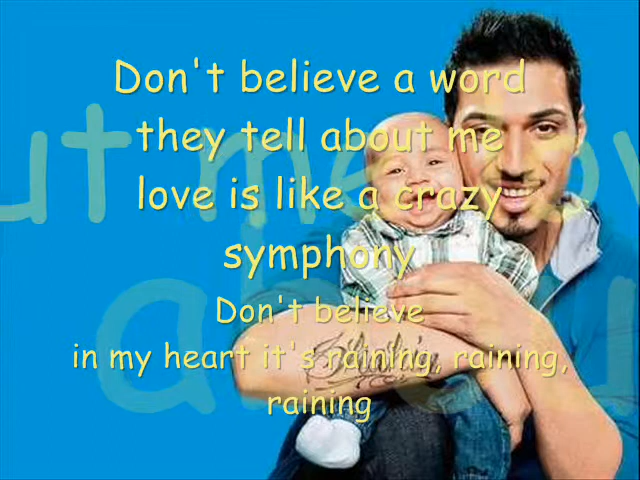 Don't believe a word
they tell about me
love is like a crazy
symphony
Don't believe
in my heart it's raining, raining,
raining